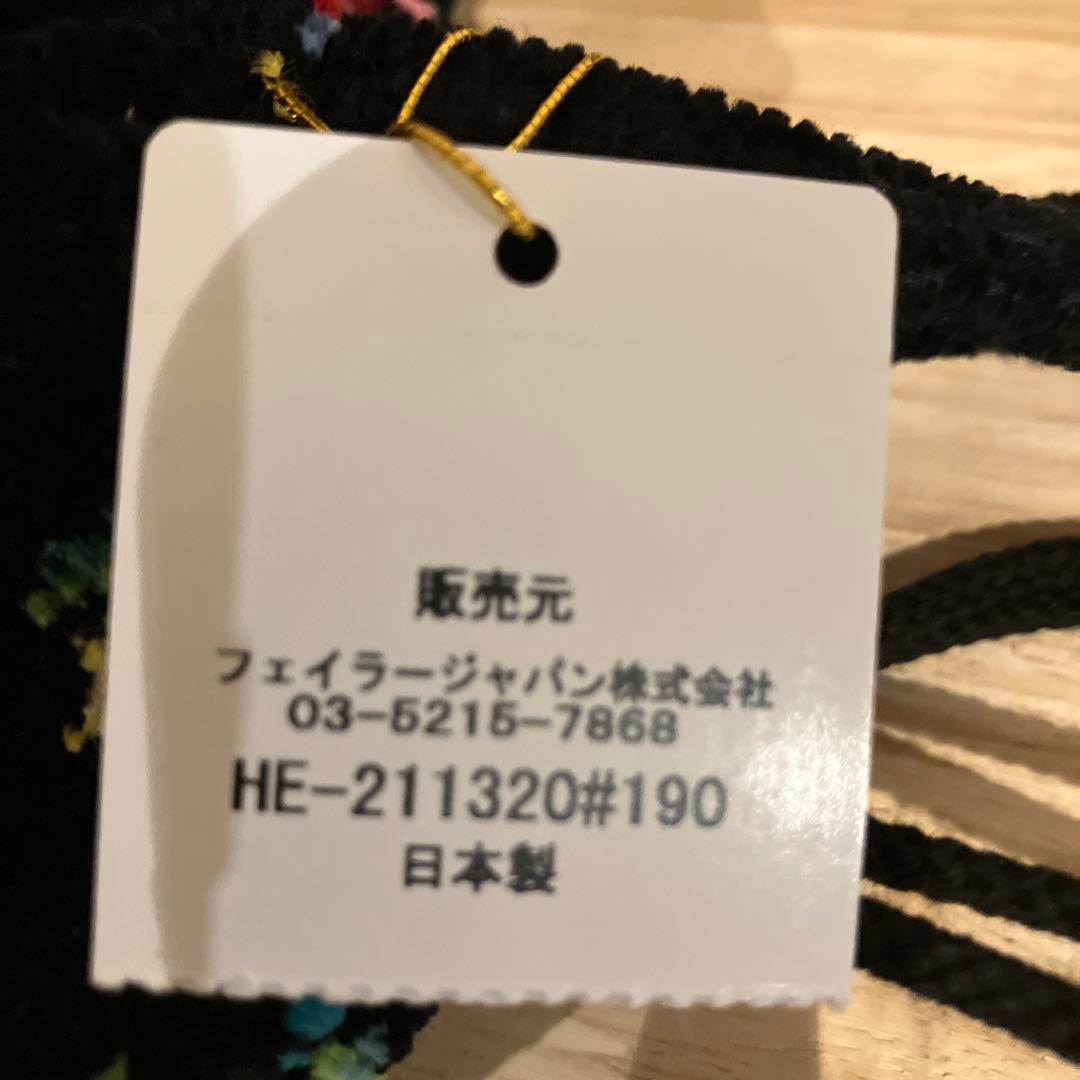 販売元
フェイラージャパン株式会社
03-5215-7868
HE-211320#190
日本製